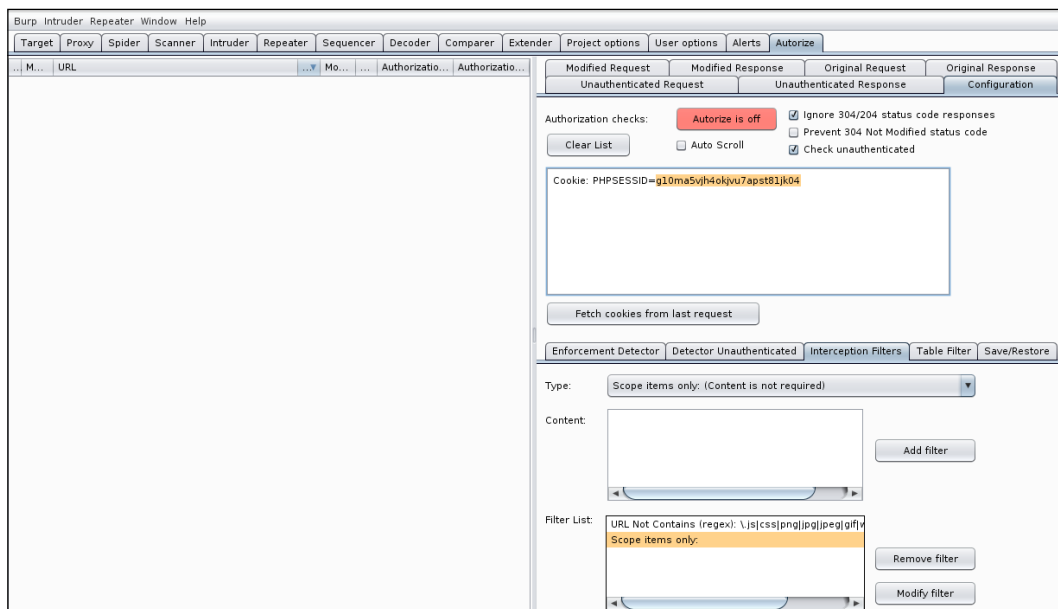 Burp Intruder Repeater Window Help
Target Proxy Spider Scanner Intruder Repeater Sequencer Decoder Comparer Extender Project options User options Alerts Autorize
... M... URL ... Mo... ... Authorizatio... Authorizatio...
Modified Request Modified Response Original Request Original Response
Unauthenticated Request Unauthenticated Response Configuration
Authorization checks: Autorize is off Ignore 304/204 status code responses
Prevent 304 Not Modified status code
Clear List Auto Scroll Check unauthenticated
Cookie: PHPSESSID=g10ma5vjh4okjvu7apst81jk04
Fetch cookies from last request
Enforcement Detector Detector Unauthenticated Interception Filters Table Filter Save/Restore
Type: Scope items only: (Content is not required)
Content:
Add filter
Filter List: URL Not Contains (regex): \.js|css|png|jpg|jpeg|gif|w
Scope items only:
Remove filter
Modify filter